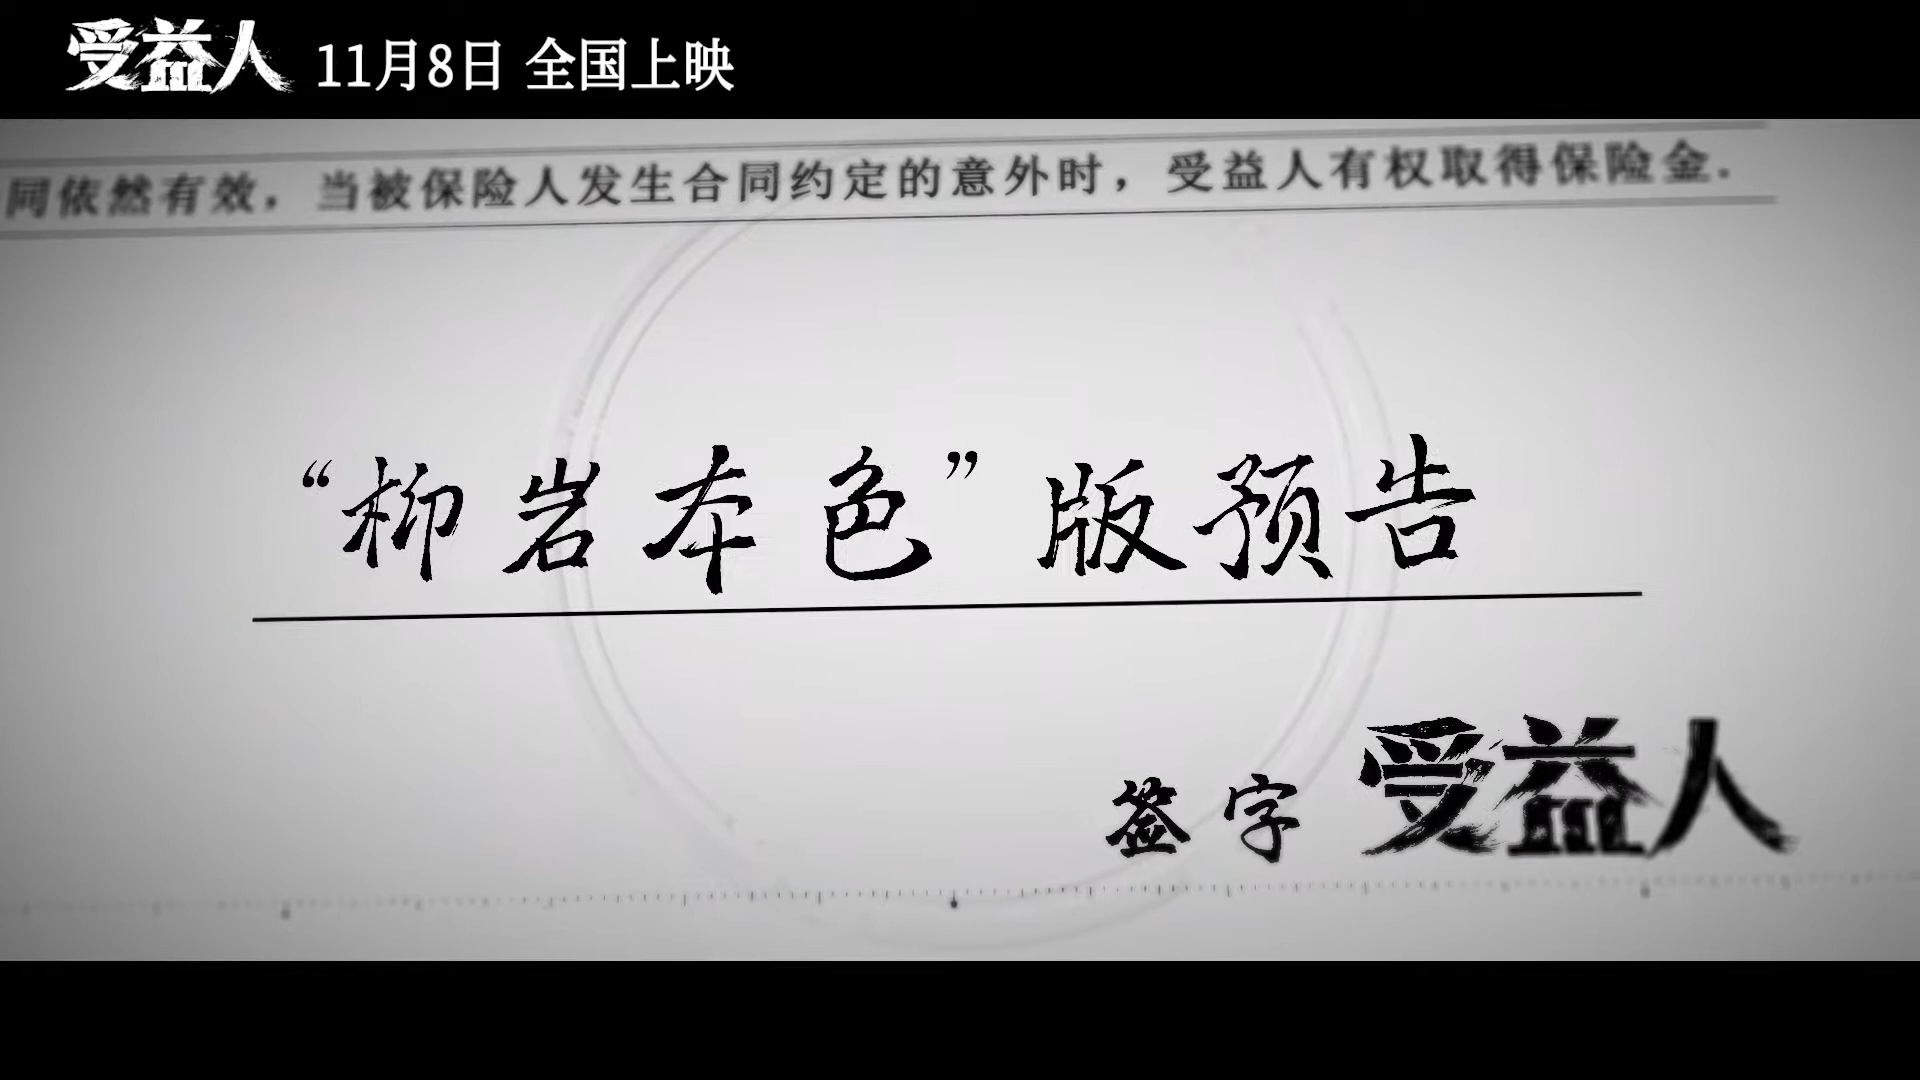 受益人 11月8日 全国上映
同依然有效，当被保险人发生合同约定的意外时，受益人有权取得保险金.
“柳岩本色”版预告
签字 受益人